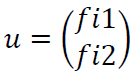 u = (fi1
fi2)